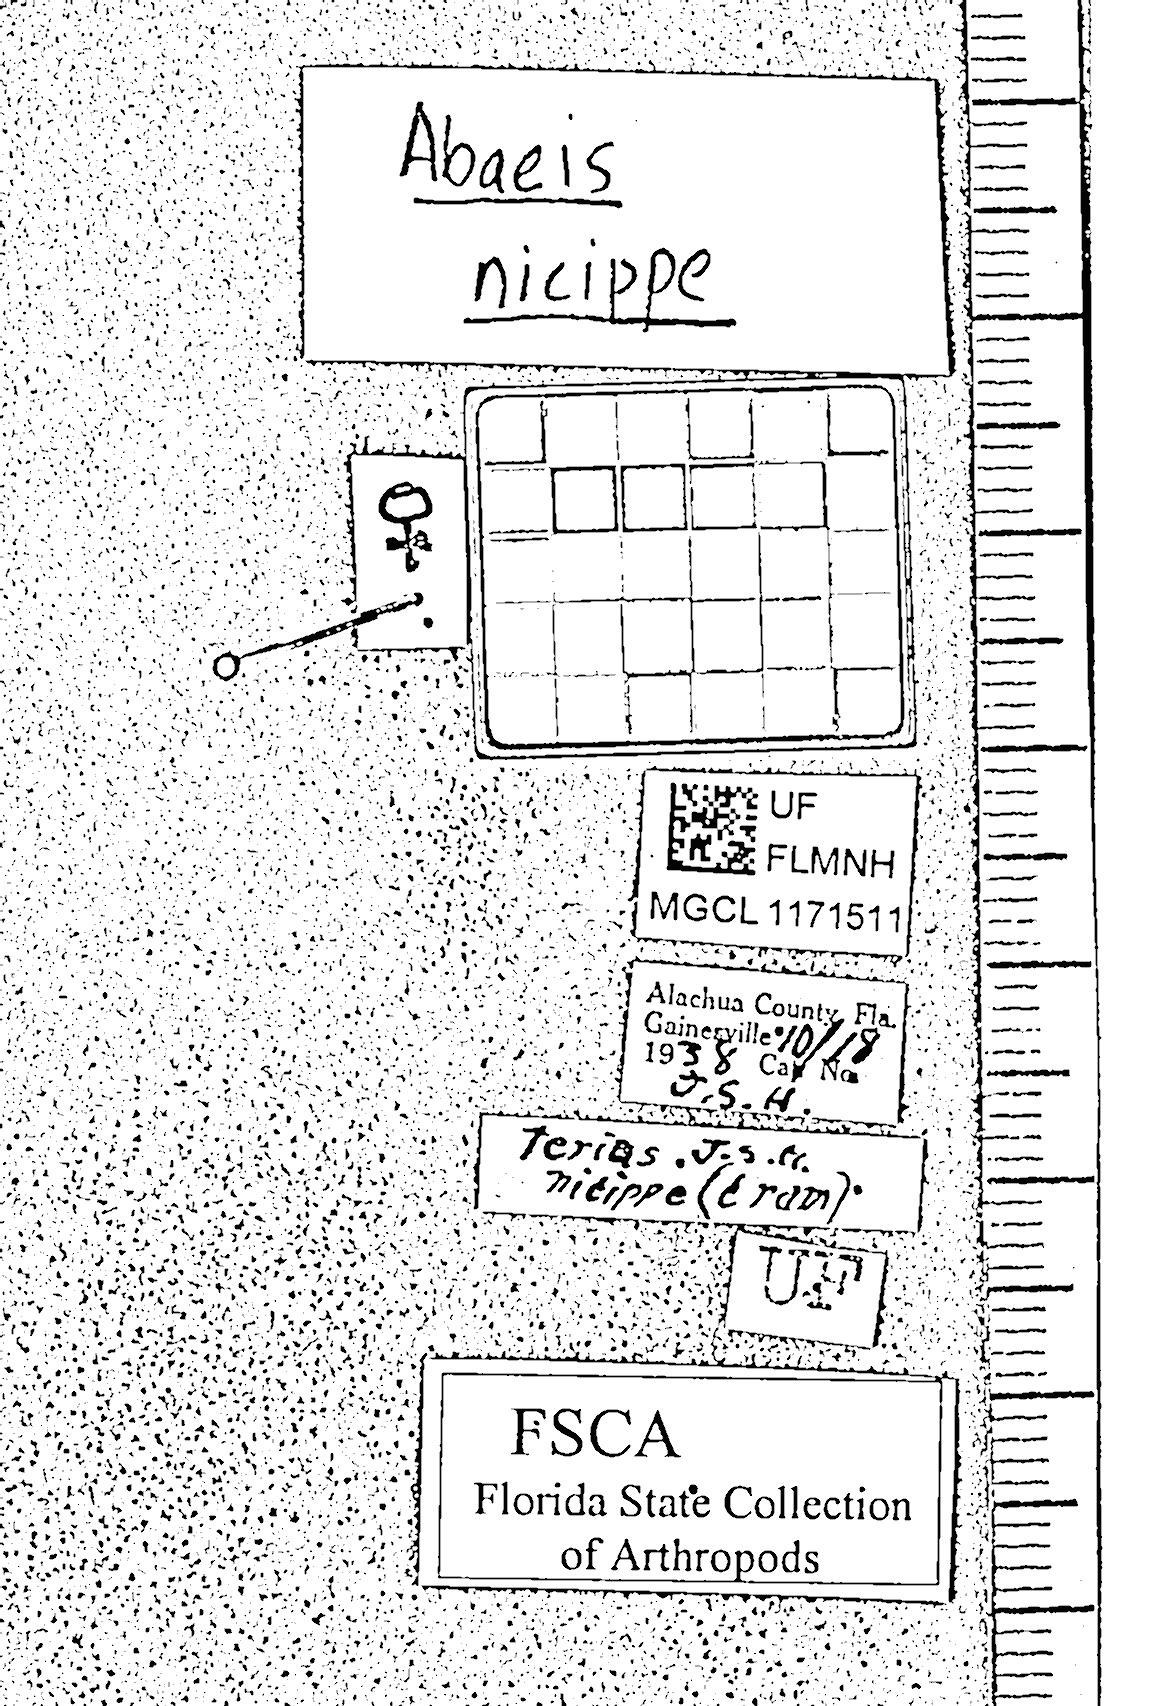 Abaeis
nicippe
♀
UF
FLMNH
MGCL 1171511
Alachua County, Fla.
Gainesville 10/18
1938 Cat. No.
J.S.H.
Terias J.S.H.
nicippe (Cram)
UF
FSCA
Florida State Collection
of Arthropods